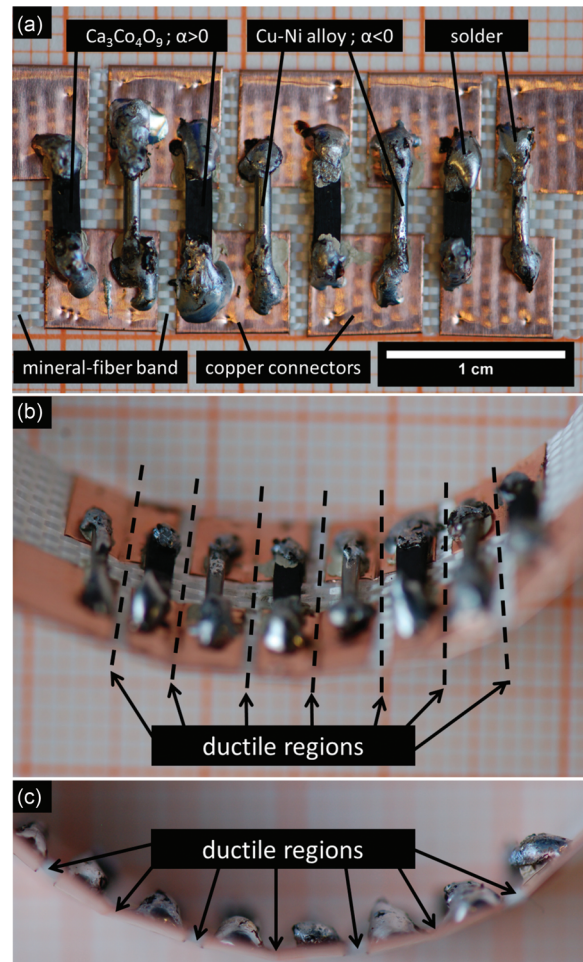 (a)
Ca₃Co₄O₉ ; α>0
Cu-Ni alloy ; α<0
solder
mineral-fiber band
copper connectors
1 cm
(b)
ductile regions
(c)
ductile regions